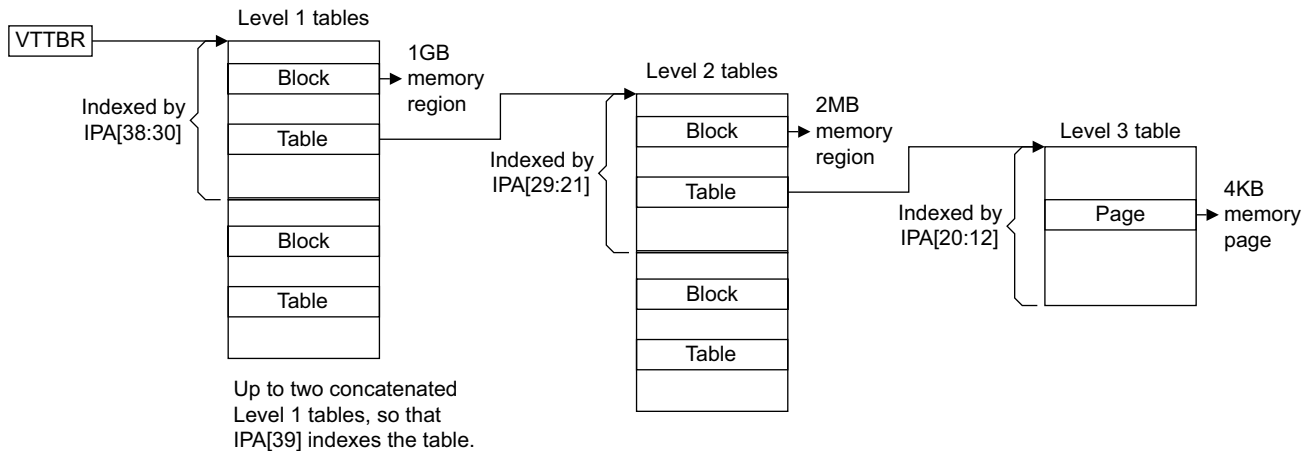 VTTBR
Level 1 tables
Indexed by
IPA[38:30]
Block
1GB
memory
region
Table
Block
Table
Up to two concatenated
Level 1 tables, so that
IPA[39] indexes the table.
Level 2 tables
Indexed by
IPA[29:21]
Block
2MB
memory
region
Table
Block
Table
Level 3 table
Indexed by
IPA[20:12]
Page
4KB
memory
page